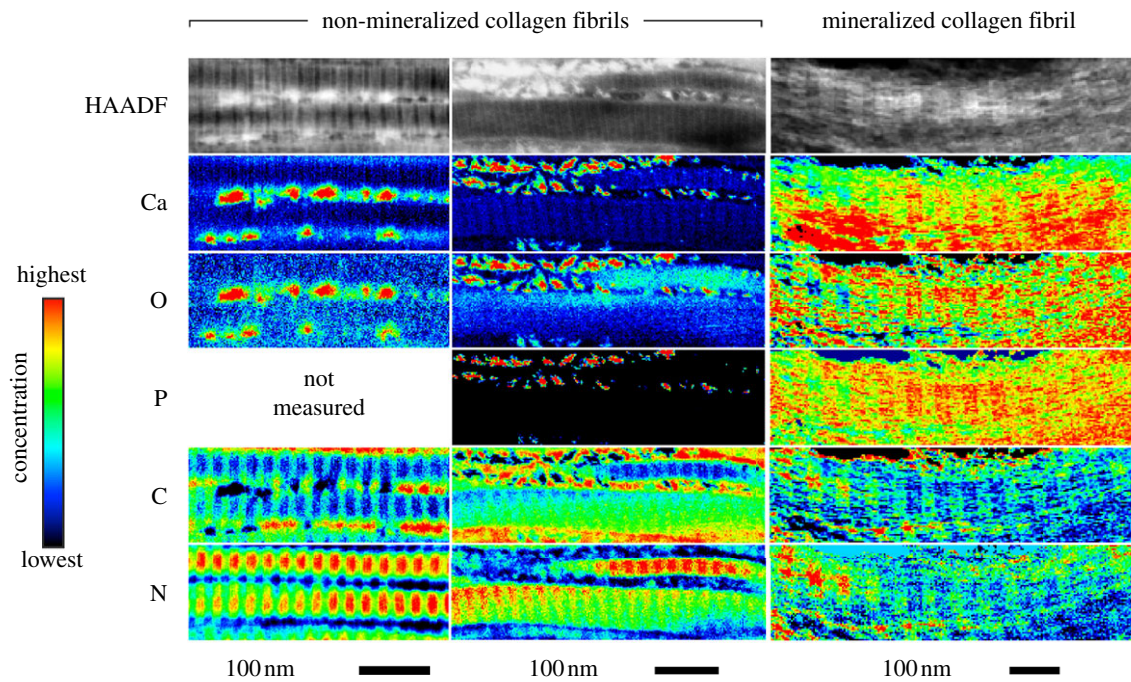 non-mineralized collagen fibrils
mineralized collagen fibril
HAADF
Ca
O
P
not
measured
C
N
highest
concentration
lowest
100 nm
100 nm
100 nm